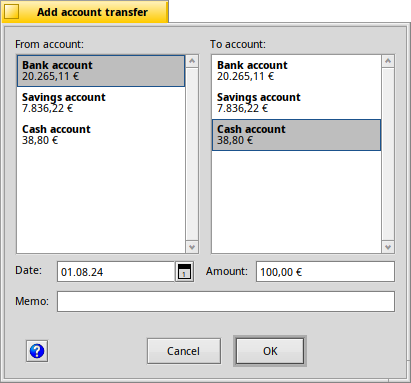 Add account transfer
From account:
To account:
Bank account
20.265,11 €
Savings account
7.836,22 €
Cash account
38,80 €
Bank account
20.265,11 €
Savings account
7.836,22 €
Cash account
38,80 €
Date: 01.08.24 1 Amount: 100,00 €
Memo:
? Cancel OK